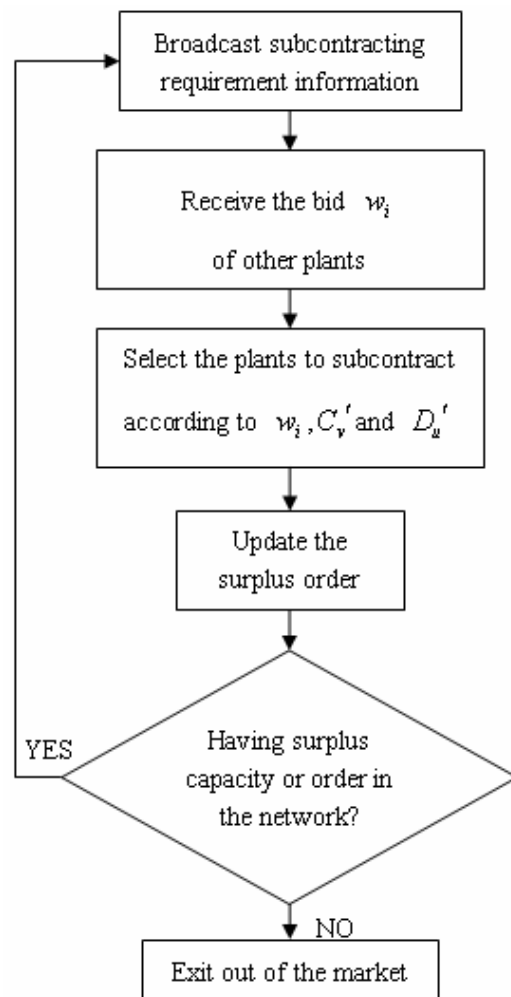 Broadcast subcontracting
requirement information
Receive the bid w_i
of other plants
Select the plants to subcontract
according to w_i , C_v' and D_u'
Update the
surplus order
YES
Having surplus
capacity or order in
the network?
NO
Exit out of the market